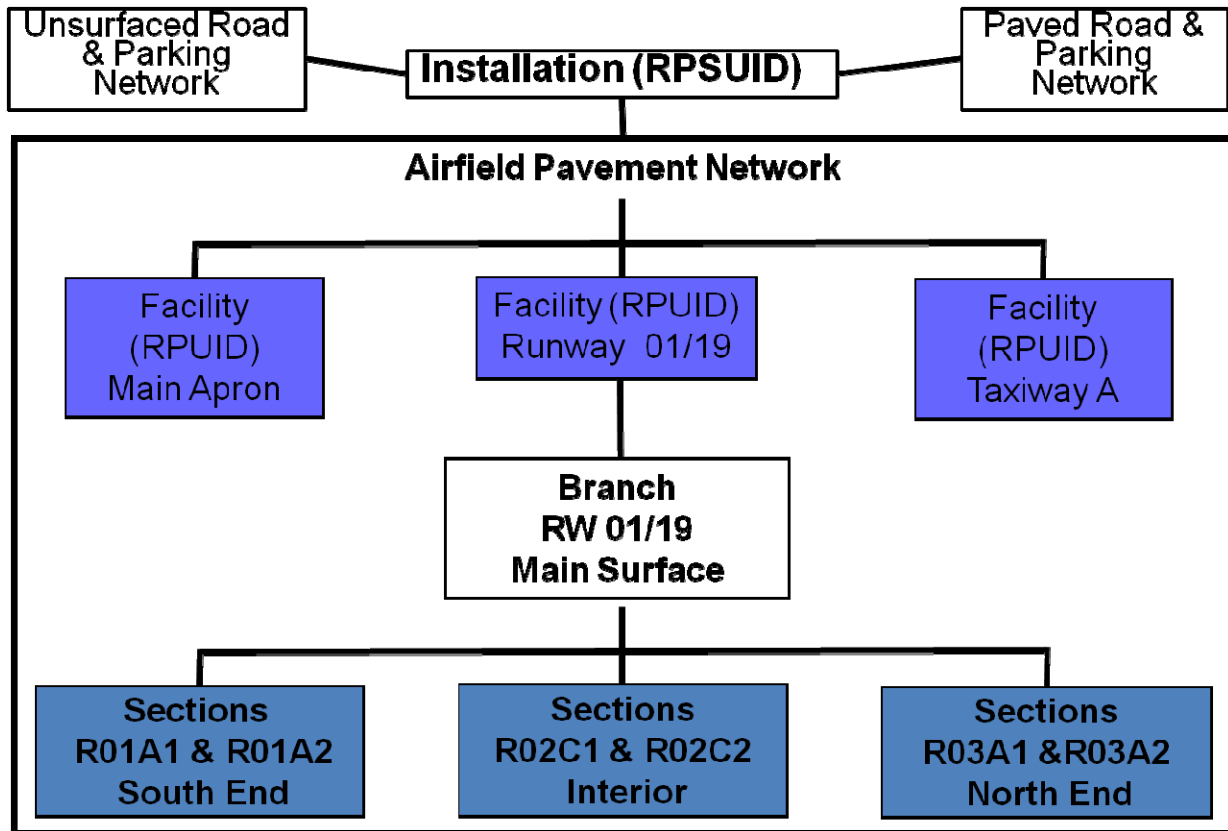 Unsurfaced Road
& Parking
Network
Installation (RPSUID)
Paved Road &
Parking
Network
Airfield Pavement Network
Facility
(RPUID)
Main Apron
Facility (RPUID)
Runway 01/19
Facility
(RPUID)
Taxiway A
Branch
RW 01/19
Main Surface
Sections
R01A1 & R01A2
South End
Sections
R02C1 & R02C2
Interior
Sections
R03A1 &R03A2
North End